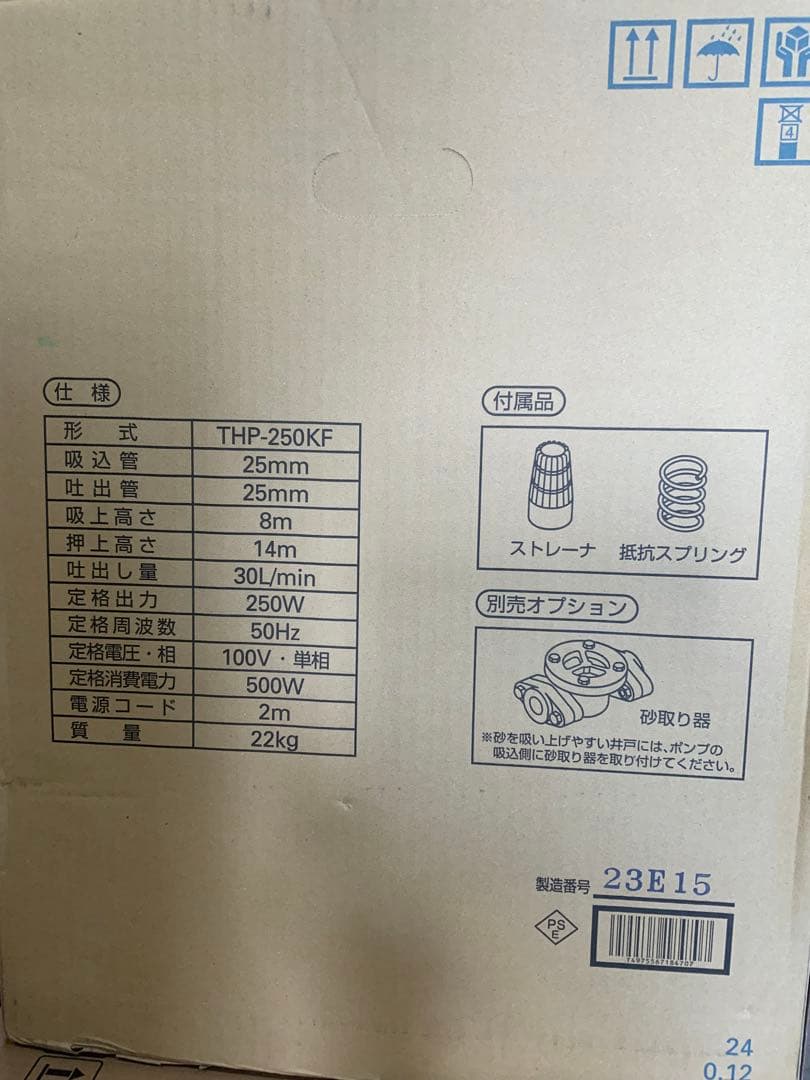 4
仕様
形式 THP-250KF
吸込管 25mm
吐出管 25mm
吸上高さ 8m
押上高さ 14m
吐出し量 30L/min
定格出力 250W
定格周波数 50Hz
定格電圧・相 100V・単相
定格消費電力 500W
電源コード 2m
質量 22kg
付属品
ストレーナ 抵抗スプリング
別売オプション
砂取り器
※砂を吸い上げやすい井戸には、ポンプの
吸込側に砂取り器を取り付けてください。
製造番号 23E15
PS
E
24
0.12